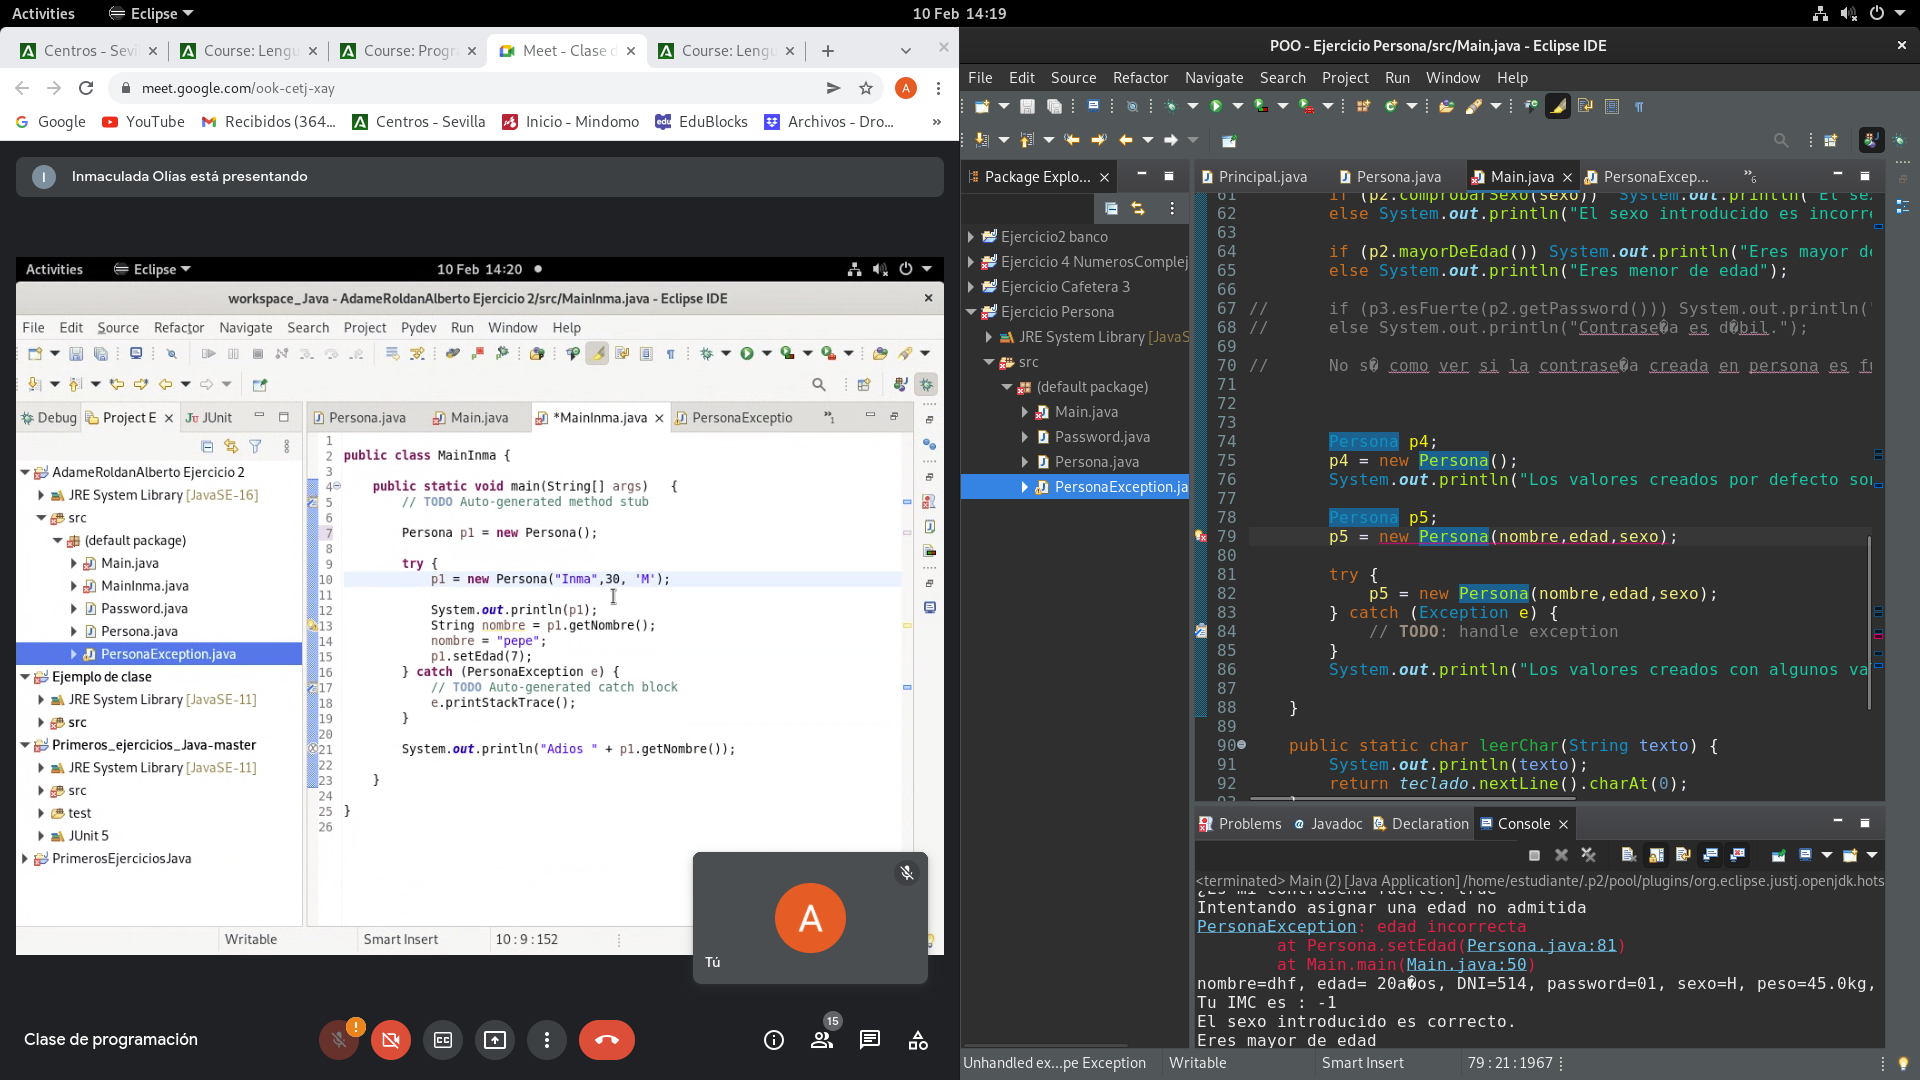 Activities
Eclipse
10 Feb 14:19
Centros - Sevi
Course: Lengu
Course: Progra
Meet - Clase d
Course: Lengu
meet.google.com/ook-cetj-xay
A
Google
YouTube
Recibidos (364...
Centros - Sevilla
Inicio - Mindomo
EduBlocks
Archivos - Dro...
»
I
Inmaculada Olías está presentando
Activities
Eclipse
10 Feb 14:20
workspace_Java - AdameRoldanAlberto Ejercicio 2/src/MainInma.java - Eclipse IDE
File Edit Source Refactor Navigate Search Project Pydev Run Window Help
Debug
Project E
JUnit
Persona.java
Main.java
*MainInma.java
PersonaExceptio
»1
AdameRoldanAlberto Ejercicio 2
JRE System Library [JavaSE-16]
src
(default package)
Main.java
MainInma.java
Password.java
Persona.java
PersonaException.java
Ejemplo de clase
JRE System Library [JavaSE-11]
src
Primeros_ejercicios_Java-master
JRE System Library [JavaSE-11]
src
test
JUnit 5
PrimerosEjerciciosJava
1
2 public class MainInma {
3
4 public static void main(String[] args) {
5 // TODO Auto-generated method stub
6
7 Persona p1 = new Persona();
8
9 try {
10 p1 = new Persona("Inma",30, 'M');
11
12 System.out.println(p1);
13 String nombre = p1.getNombre();
14 nombre = "pepe";
15 p1.setEdad(7);
16 } catch (PersonaException e) {
17 // TODO Auto-generated catch block
18 e.printStackTrace();
19 }
20
21 System.out.println("Adios " + p1.getNombre());
22
23 }
24
25 }
26
Writable
Smart Insert
10 : 9 : 152
A
Tú
Clase de programación
!
15
POO - Ejercicio Persona/src/Main.java - Eclipse IDE
File Edit Source Refactor Navigate Search Project Run Window Help
Package Explo...
Principal.java
Persona.java
Main.java
PersonaExcep...
»6
Ejercicio2 banco
Ejercicio 4 NumerosComplej
Ejercicio Cafetera 3
Ejercicio Persona
JRE System Library [JavaS
src
(default package)
Main.java
Password.java
Persona.java
PersonaException.ja
61 if (p2.comprobarSexo(sexo)) System.out.println("El se
62 else System.out.println("El sexo introducido es incorre
63
64 if (p2.mayorDeEdad()) System.out.println("Eres mayor de
65 else System.out.println("Eres menor de edad");
66
67 // if (p3.esFuerte(p2.getPassword())) System.out.println("
68 // else System.out.println("Contrase�a es d�bil.");
69
70 // No s� como ver si la contrase�a creada en persona es fu
71
72
73
74 Persona p4;
75 p4 = new Persona();
76 System.out.println("Los valores creados por defecto son
77
78 Persona p5;
79 p5 = new Persona(nombre,edad,sexo);
80
81 try {
82 p5 = new Persona(nombre,edad,sexo);
83 } catch (Exception e) {
84 // TODO: handle exception
85 }
86 System.out.println("Los valores creados con algunos va
87
88 }
89
90 public static char leerChar(String texto) {
91 System.out.println(texto);
92 return teclado.nextLine().charAt(0);
93 }
Problems
Javadoc
Declaration
Console
<terminated> Main (2) [Java Application] /home/estudiante/.p2/pool/plugins/org.eclipse.justj.openjdk.hots
Intentando asignar una edad no admitida
PersonaException: edad incorrecta
at Persona.setEdad(Persona.java:81)
at Main.main(Main.java:50)
nombre=dhf, edad= 20a�os, DNI=514, password=01, sexo=H, peso=45.0kg,
Tu IMC es : -1
El sexo introducido es correcto.
Eres mayor de edad
Unhandled ex...pe Exception
Writable
Smart Insert
79 : 21 : 1967